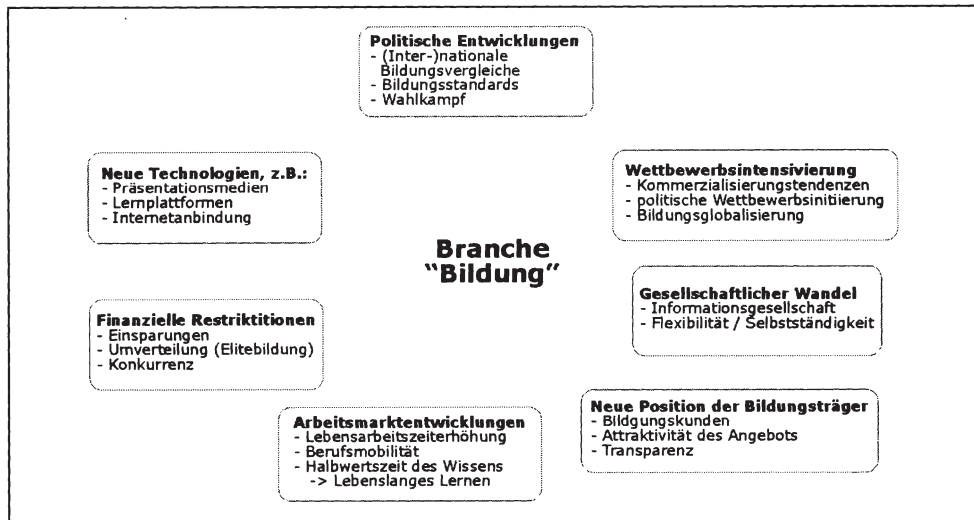 Politische Entwicklungen
- (Inter-)nationale
Bildungsvergleiche
- Bildungsstandards
- Wahlkampf
Neue Technologien, z.B.:
- Präsentationsmedien
- Lernplattformen
- Internetanbindung
Wettbewerbsintensivierung
- Kommerzialisierungstendenzen
- politische Wettbewerbsinitiierung
- Bildungsglobalisierung
Branche
"Bildung"
Gesellschaftlicher Wandel
- Informationsgesellschaft
- Flexibilität / Selbstständigkeit
Finanzielle Restriktitionen
- Einsparungen
- Umverteilung (Elitebildung)
- Konkurrenz
Neue Position der Bildungsträger
- Bildgungskunden
- Attraktivität des Angebots
- Transparenz
Arbeitsmarktentwicklungen
- Lebensarbeitszeiterhöhung
- Berufsmobilität
- Halbwertszeit des Wissens
-> Lebenslanges Lernen